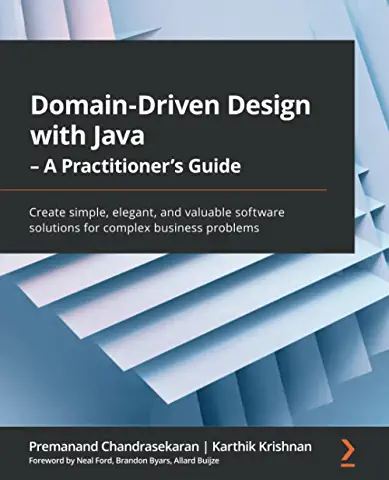 Domain-Driven Design
with Java
– A Practitioner's Guide
Create simple, elegant, and valuable software
solutions for complex business problems
Premanand Chandrasekaran | Karthik Krishnan
Foreword by Neal Ford, Brandon Byars, Allard Buijze